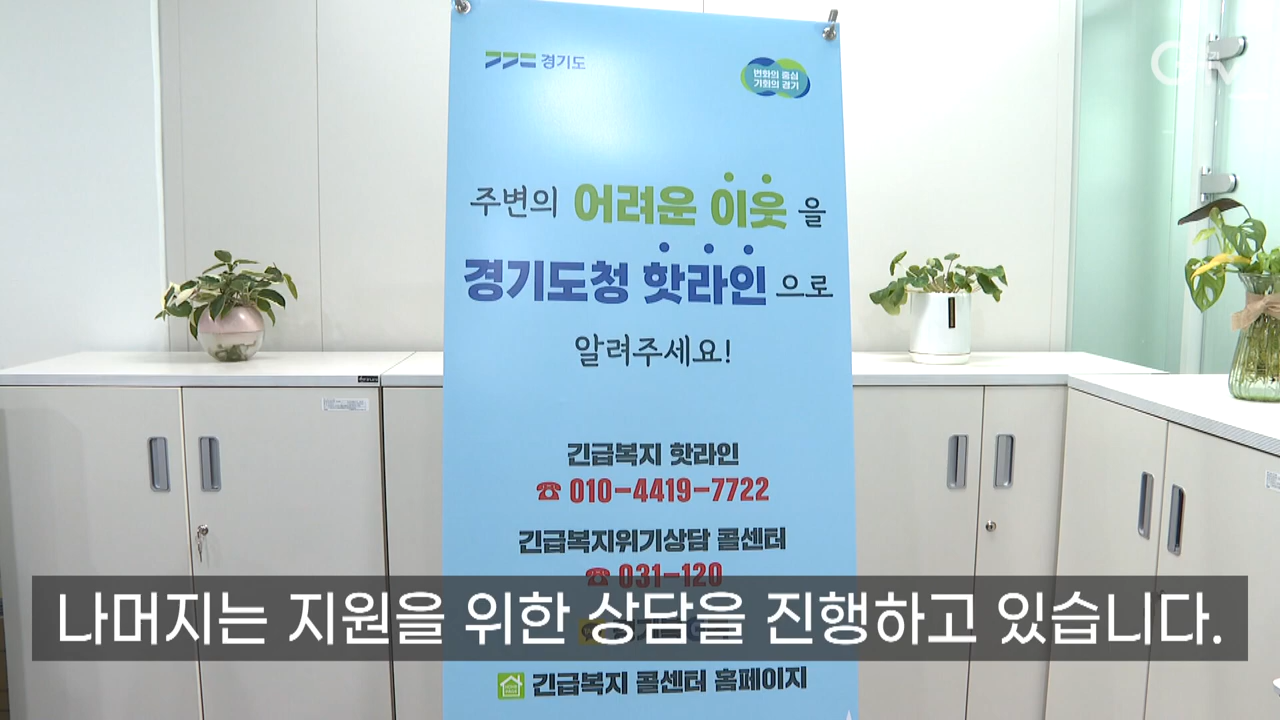 경기도
변화의 중심
기회의 경기
주변의 어려운 이웃을
경기도청 핫라인으로
알려주세요!
긴급복지 핫라인
☎ 010-4419-7722
긴급복지위기상담 콜센터
☎ 031-120
나머지는 지원을 위한 상담을 진행하고 있습니다.
긴급복지 콜센터 홈페이지